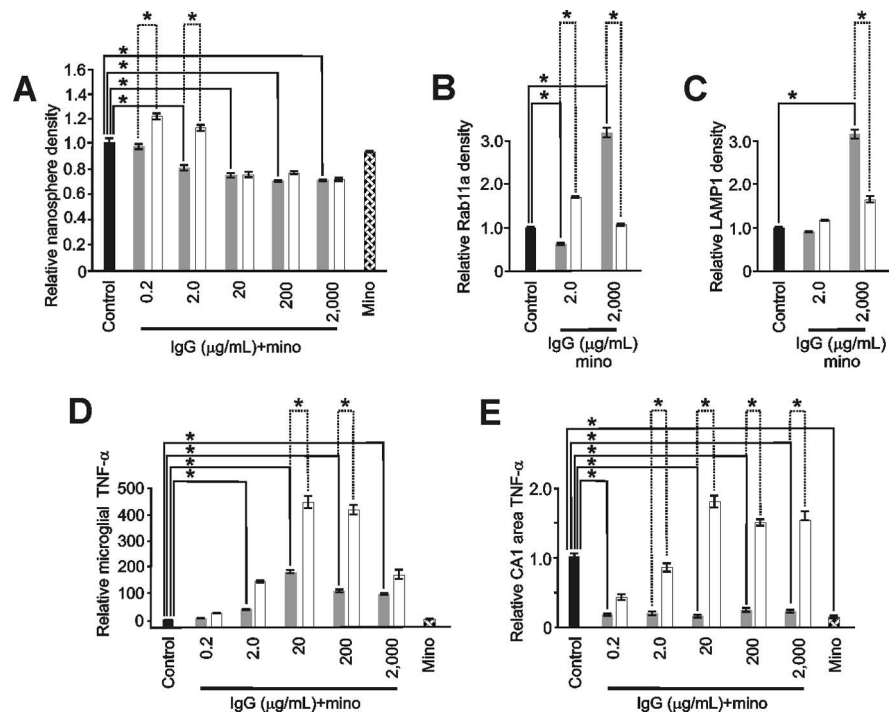 A
Relative nanosphere density
1.6
1.4
1.2
1.0
0.8
0.6
0.4
0.2
0
* *
*
*
*
*
Control
0.2
2.0
20
200
2,000
Mino
IgG (µg/mL)+mino
B
Relative Rab11a density
3.0
2.0
1.0
0.0
* *
*
*
Control
2.0
2,000
IgG (µg/mL)
mino
C
Relative LAMP1 density
3.0
2.0
1.0
0.0
*
*
Control
2.0
2,000
IgG (µg/mL)
mino
D
Relative microglial TNF-α
500
400
300
200
100
0
* *
*
*
*
*
Control
0.2
2.0
20
200
2,000
Mino
IgG (µg/mL)+mino
E
Relative CA1 area TNF-α
2.0
1.0
0
* * * *
*
*
*
*
*
Control
0.2
2.0
20
200
2,000
Mino
IgG (µg/mL)+mino